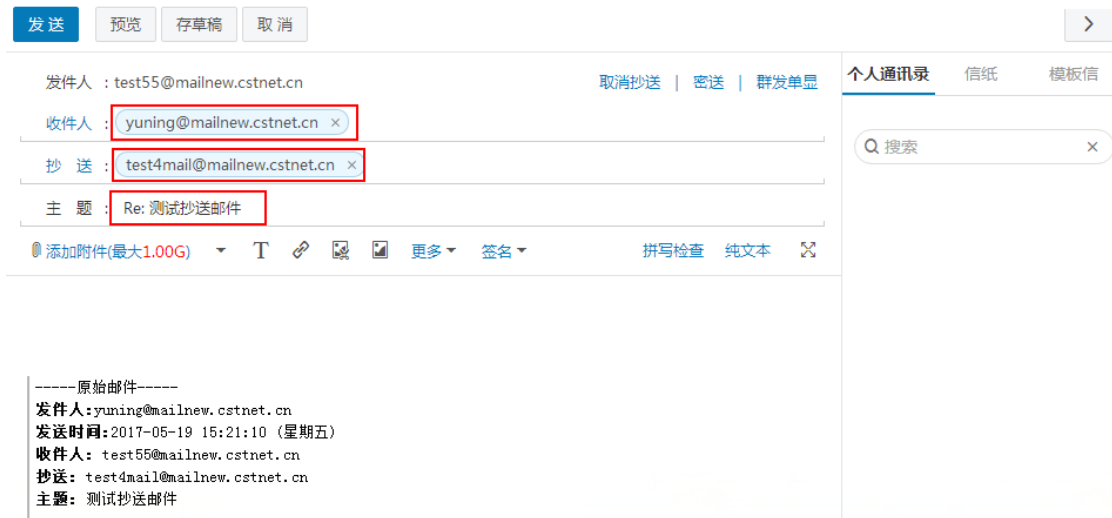 发 送 预览 存草稿 取 消
发件人 : test55@mailnew.cstnet.cn 取消抄送 | 密送 | 群发单显
收件人 : yuning@mailnew.cstnet.cn ×
抄 送 : test4mail@mailnew.cstnet.cn ×
主 题 : Re: 测试抄送邮件
添加附件(最大1.00G) T 更多 签名 拼写检查 纯文本
个人通讯录 信纸 模板信
搜索 ×
-----原始邮件-----
发件人:yuning@mailnew.cstnet.cn
发送时间:2017-05-19 15:21:10 (星期五)
收件人: test55@mailnew.cstnet.cn
抄送: test4mail@mailnew.cstnet.cn
主题: 测试抄送邮件